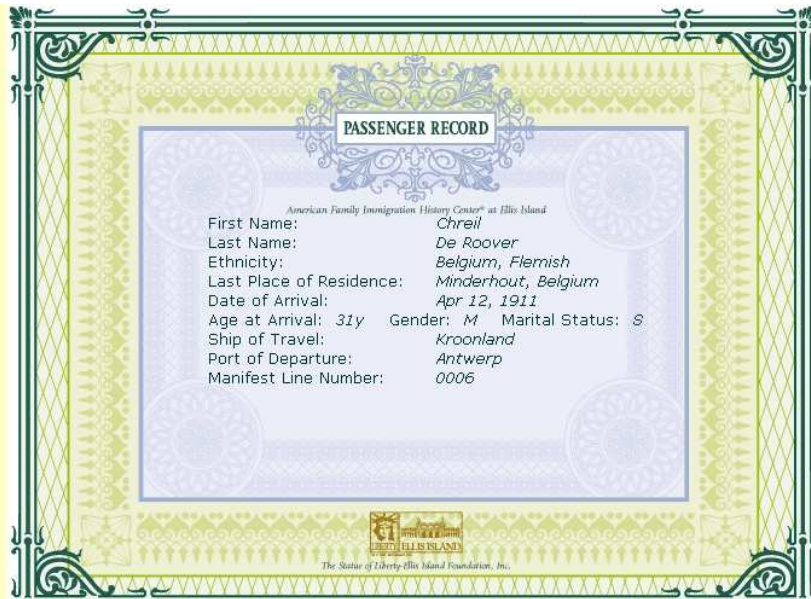 PASSENGER RECORD
American Family Immigration History Center® at Ellis Island
First Name: Chreil
Last Name: De Roover
Ethnicity: Belgium, Flemish
Last Place of Residence: Minderhout, Belgium
Date of Arrival: Apr 12, 1911
Age at Arrival: 31y Gender: M Marital Status: S
Ship of Travel: Kroonland
Port of Departure: Antwerp
Manifest Line Number: 0006
LIBERTY ELLIS ISLAND
The Statue of Liberty-Ellis Island Foundation, Inc.